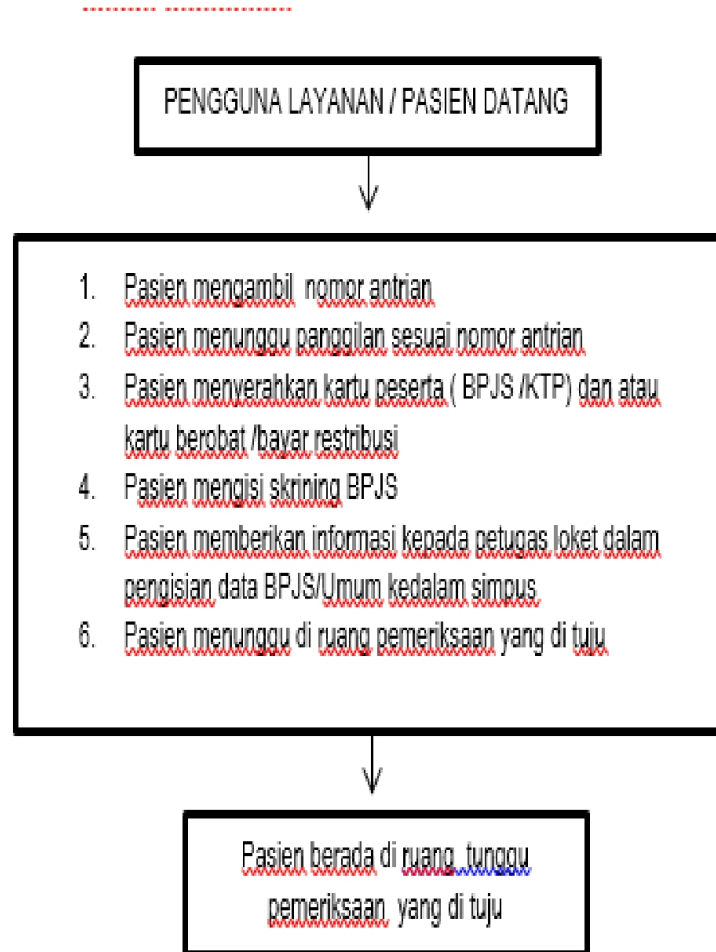 PENGGUNA LAYANAN / PASIEN DATANG
1. Pasien mengambil nomor antrian
2. Pasien menunggu panggilan sesuai nomor antrian
3. Pasien menyerahkan kartu peserta ( BPJS /KTP) dan atau
kartu berobat /bayar restribusi
4. Pasien mengisi skrining BPJS
5. Pasien memberikan informasi kepada petugas loket dalam
pengisian data BPJS/Umum kedalam simpus
6. Pasien menunggu di ruang pemeriksaan yang di tuju
Pasien berada di ruang tunggu
pemeriksaan yang di tuju